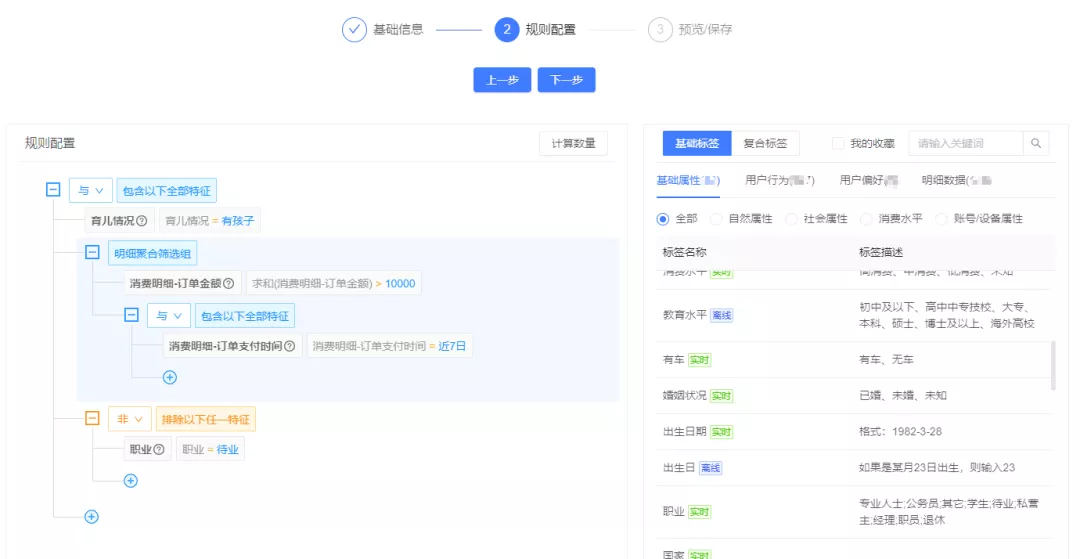 基础信息
2 规则配置
3 预览/保存
上一步 下一步
规则配置
计算数量
与 包含以下全部特征
育儿情况 育儿情况 = 有孩子
明细聚合筛选组
消费明细-订单金额 求和(消费明细-订单金额) > 10000
与 包含以下全部特征
消费明细-订单支付时间 消费明细-订单支付时间 = 近7日
非 排除以下任一特征
职业 职业 = 待业
基础标签 复合标签 我的收藏 请输入关键词
基础属性( ) 用户行为( ) 用户偏好 明细数据(
全部 自然属性 社会属性 消费水平 账号/设备属性
标签名称 标签描述
消费水平 实时 高消费、中消费、低消费、未知
教育水平 离线 初中及以下、高中中专技校、大专、
本科、硕士、博士及以上、海外高校
有车 实时 有车、无车
婚姻状况 实时 已婚、未婚、未知
出生日期 实时 格式：1982-3-28
出生日 离线 如果是某月23日出生，则输入23
职业 实时 专业人士;公务员;其它;学生;待业;私营
主;经理;职员;退休
国家 实时